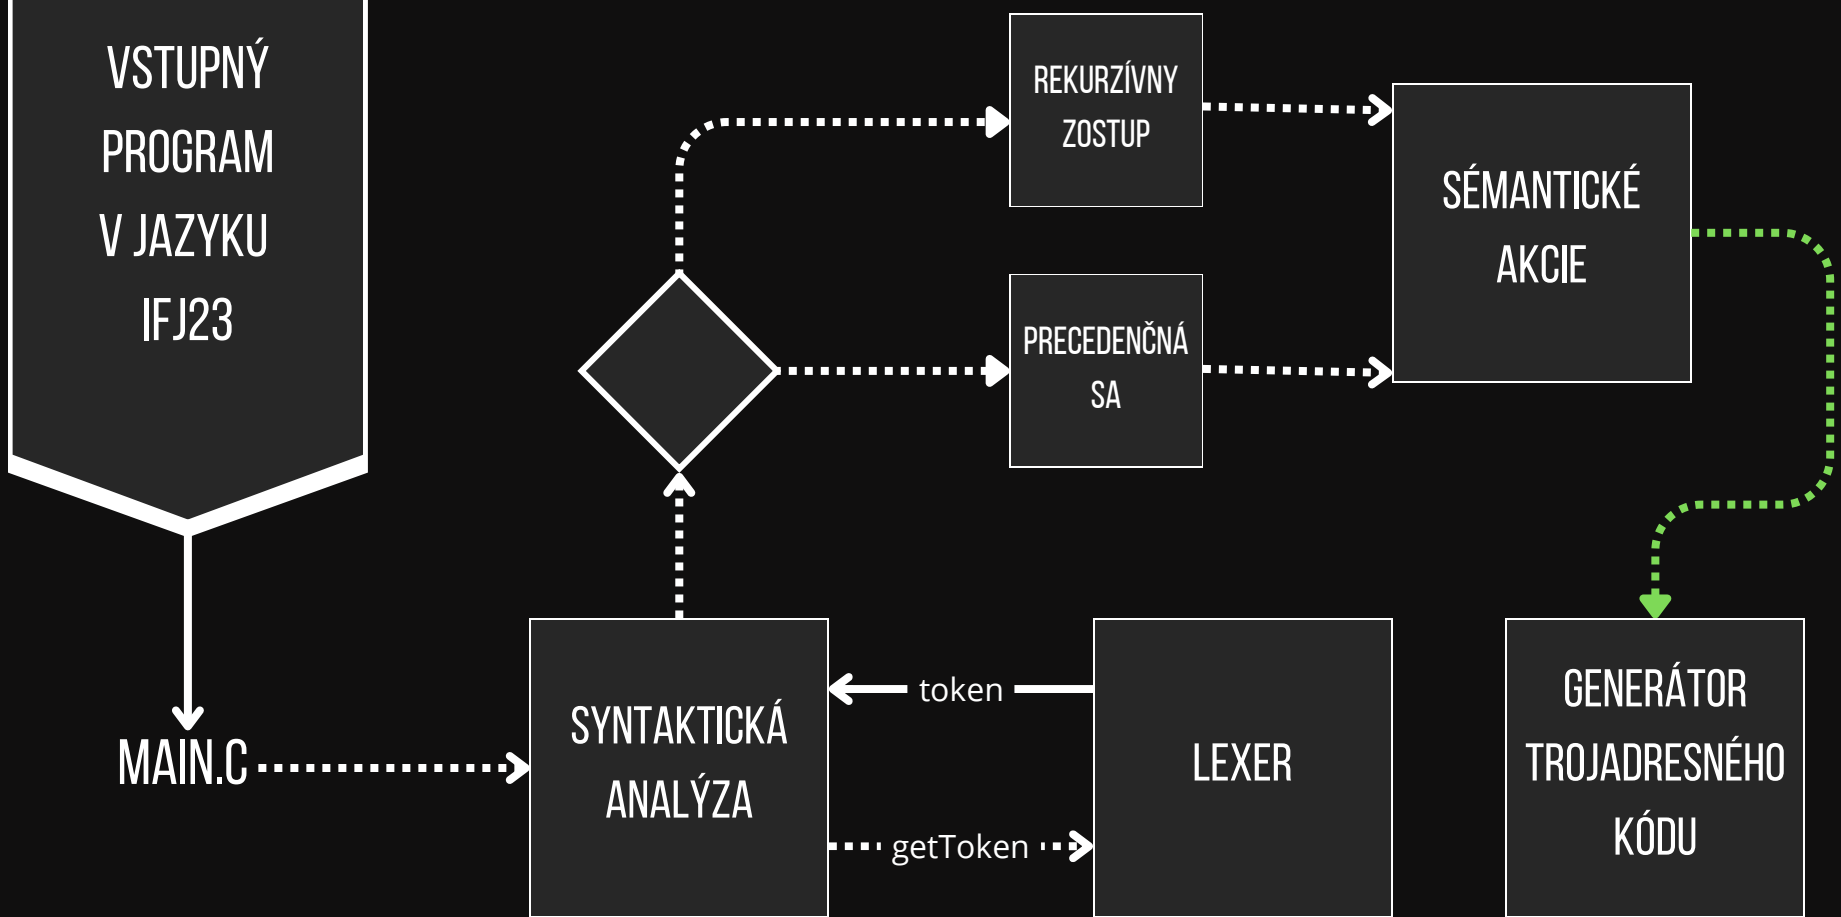 VSTUPNÝ
PROGRAM
V JAZYKU
IFJ23
REKURZÍVNY
ZOSTUP
SÉMANTICKÉ
AKCIE
PRECEDENČNÁ
SA
MAIN.C
SYNTAKTICKÁ
ANALÝZA
token
getToken
LEXER
GENERÁTOR
TROJADRESNÉHO
KÓDU